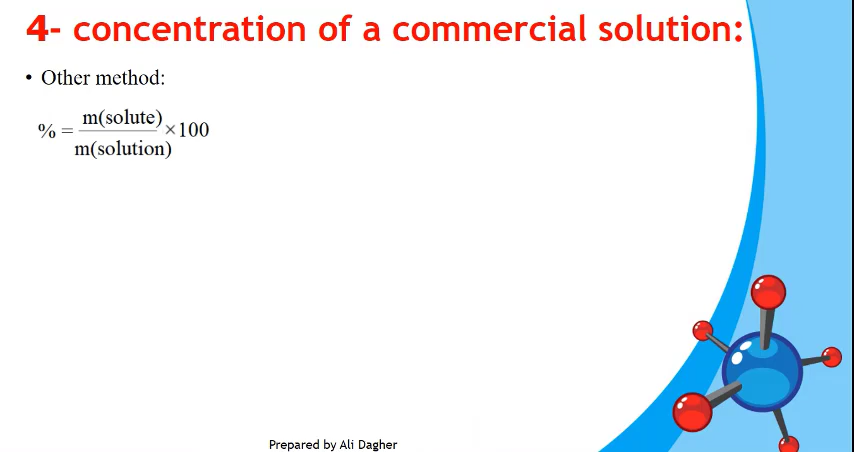 4- concentration of a commercial solution:
• Other method:
% = m(solute)/m(solution) ×100
Prepared by Ali Dagher